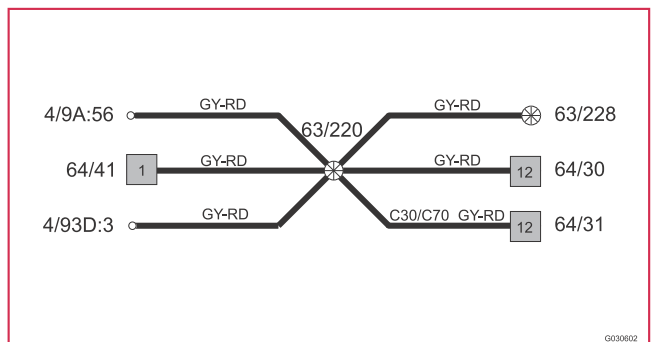 GY-RD
GY-RD
4/9A:56
63/228
63/220
GY-RD
GY-RD
64/41
1
12
64/30
GY-RD
C30/C70 GY-RD
4/93D:3
12
64/31
G030602